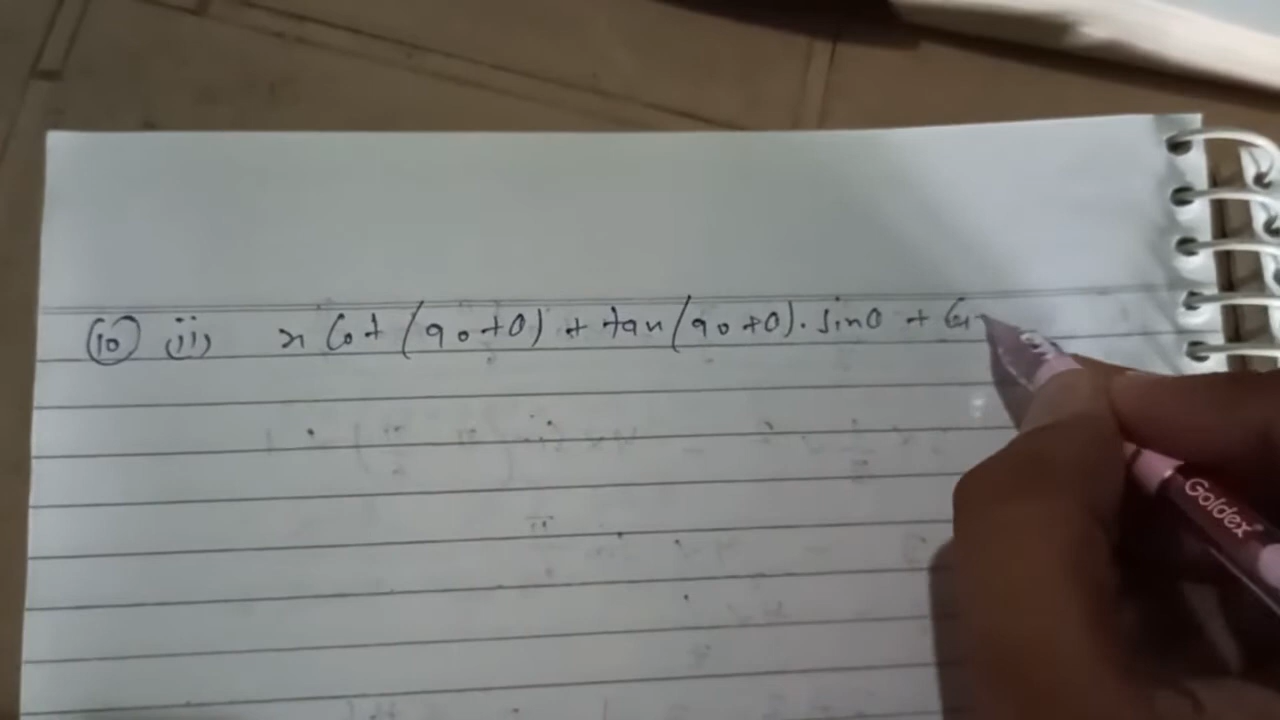 (10) (ii) x Cot (90+θ) + tan (90+θ). sinθ +
Goldex